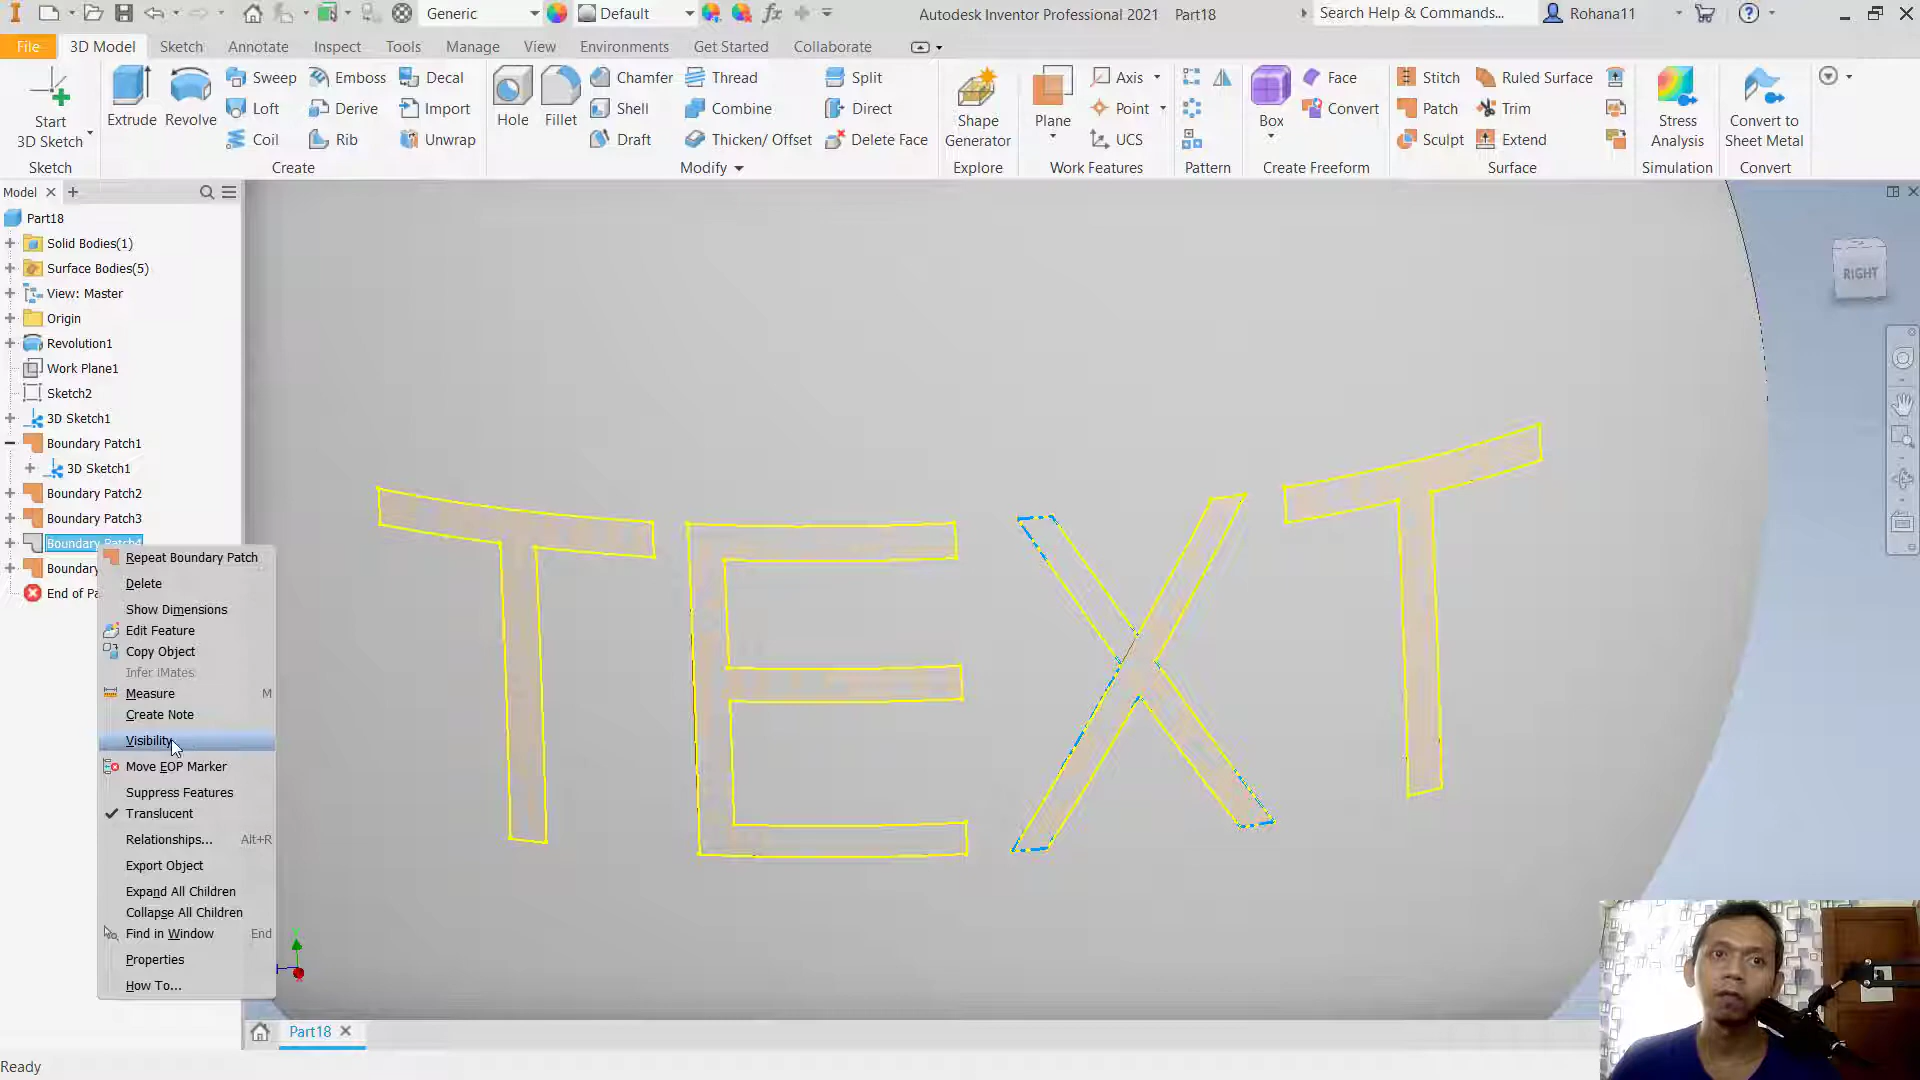 Generic
Default
Autodesk Inventor Professional 2021 Part18
Search Help & Commands...
Rohana11
File
3D Model
Sketch
Annotate
Inspect
Tools
Manage
View
Environments
Get Started
Collaborate
Start
3D Sketch
Sketch
Extrude
Revolve
Sweep
Emboss
Decal
Loft
Derive
Import
Coil
Rib
Unwrap
Create
Hole
Fillet
Chamfer
Thread
Split
Shell
Combine
Direct
Draft
Thicken/ Offset
Delete Face
Modify
Shape
Generator
Explore
Plane
Axis
Point
UCS
Work Features
Pattern
Box
Face
Convert
Create Freeform
Stitch
Ruled Surface
Patch
Trim
Sculpt
Extend
Surface
Stress
Analysis
Simulation
Convert to
Sheet Metal
Convert
Model
Part18
Solid Bodies(1)
Surface Bodies(5)
View: Master
Origin
Revolution1
Work Plane1
Sketch2
3D Sketch1
Boundary Patch1
3D Sketch1
Boundary Patch2
Boundary Patch3
Boundary Patch4
Boundary
End of Pa
Repeat Boundary Patch
Delete
Show Dimensions
Edit Feature
Copy Object
Infer iMates
Measure M
Create Note
Visibility
Move EOP Marker
Suppress Features
Translucent
Relationships... Alt+R
Export Object
Expand All Children
Collapse All Children
Find in Window End
Properties
How To...
TEXT
RIGHT
Part18
Ready